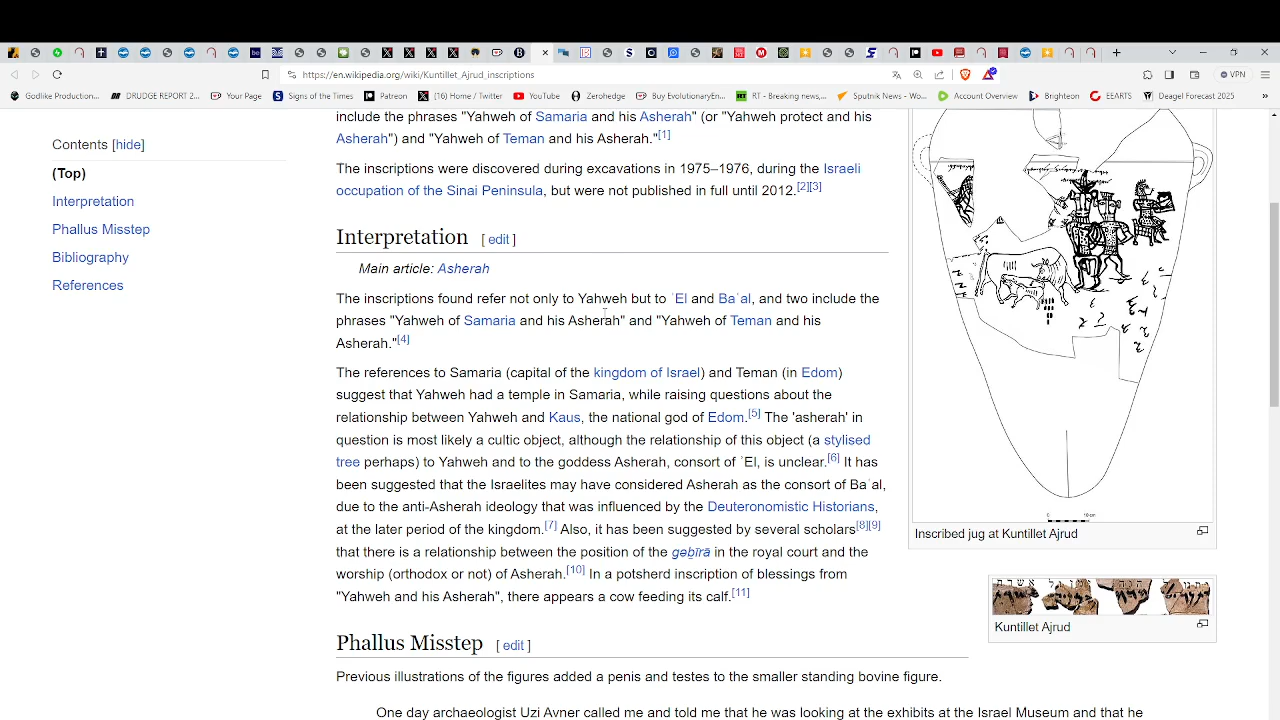 https://en.wikipedia.org/wiki/Kuntillet_Ajrud_inscriptions
VPN
Godlike Production...
DRUDGE REPORT 2...
Your Page
Signs of the Times
Patreon
(16) Home / Twitter
YouTube
Zerohedge
Buy EvolutionaryEn...
RT - Breaking news,...
Sputnik News - Wo...
Account Overview
Brighteon
EEARTS
Deagel Forecast 2025
»
Contents [hide]
(Top)
Interpretation
Phallus Misstep
Bibliography
References
include the phrases "Yahweh of Samaria and his Asherah" (or "Yahweh protect and his
Asherah") and "Yahweh of Teman and his Asherah."[1]
The inscriptions were discovered during excavations in 1975–1976, during the Israeli
occupation of the Sinai Peninsula, but were not published in full until 2012.[2][3]
Interpretation [ edit ]
Main article: Asherah
The inscriptions found refer not only to Yahweh but to ʾEl and Baʿal, and two include the
phrases "Yahweh of Samaria and his Asherah" and "Yahweh of Teman and his
Asherah."[4]
The references to Samaria (capital of the kingdom of Israel) and Teman (in Edom)
suggest that Yahweh had a temple in Samaria, while raising questions about the
relationship between Yahweh and Kaus, the national god of Edom.[5] The 'asherah' in
question is most likely a cultic object, although the relationship of this object (a stylised
tree perhaps) to Yahweh and to the goddess Asherah, consort of ʾEl, is unclear.[6] It has
been suggested that the Israelites may have considered Asherah as the consort of Baʿal,
due to the anti-Asherah ideology that was influenced by the Deuteronomistic Historians,
at the later period of the kingdom.[7] Also, it has been suggested by several scholars[8][9]
that there is a relationship between the position of the gəḇīrā in the royal court and the
worship (orthodox or not) of Asherah.[10] In a potsherd inscription of blessings from
"Yahweh and his Asherah", there appears a cow feeding its calf.[11]
Phallus Misstep [ edit ]
Previous illustrations of the figures added a penis and testes to the smaller standing bovine figure.
One day archaeologist Uzi Avner called me and told me that he was looking at the exhibits at the Israel Museum and that he
0 10 cm
Inscribed jug at Kuntillet Ajrud
Kuntillet Ajrud